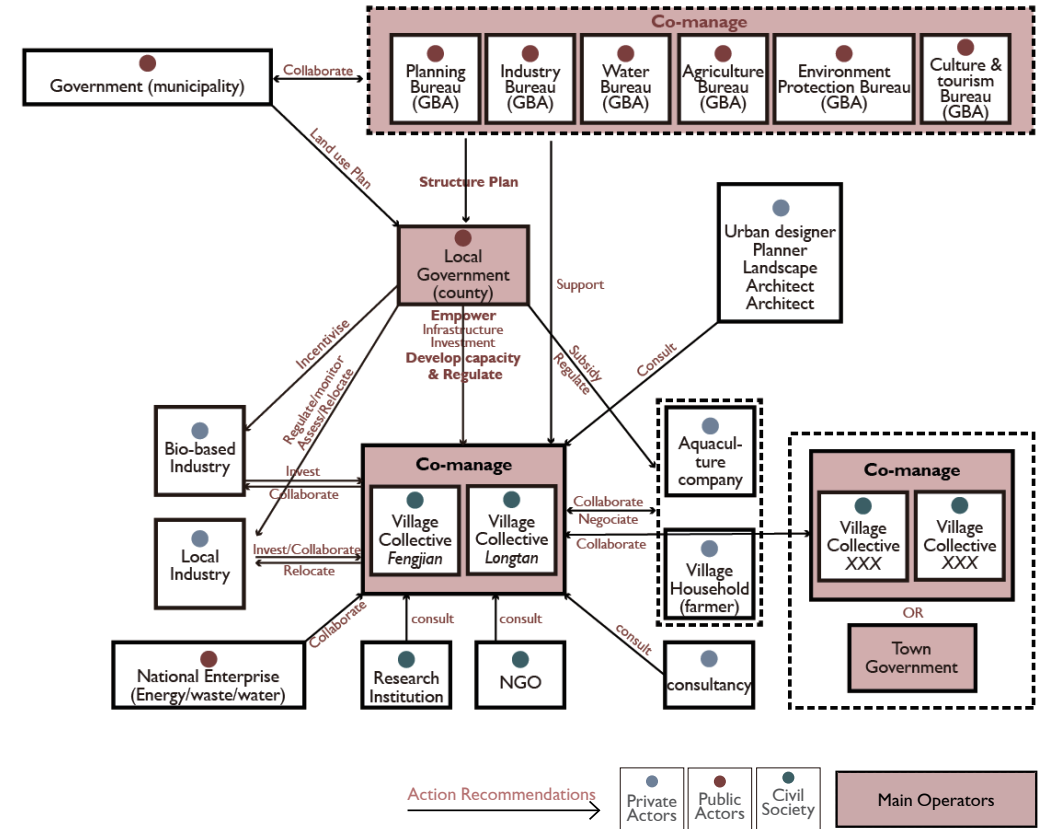 Co-manage
Government (municipality)
Collaborate
Planning
Bureau
(GBA)
Industry
Bureau
(GBA)
Water
Bureau
(GBA)
Agriculture
Bureau
(GBA)
Environment
Protection Bureau
(GBA)
Culture &
tourism
Bureau
(GBA)
Land use Plan
Structure Plan
Support
Local
Government
(county)
Urban designer
Planner
Landscape
Architect
Architect
Empower
Infrastructure
Investment
Develop capacity
& Regulate
Incentivise
Regulate/monitor
Assess/Relocate
Subsidy
Regulate
Consult
Bio-based
Industry
Invest
Collaborate
Local
Industry
Invest/Collaborate
Relocate
Co-manage
Village
Collective
Fengjian
Village
Collective
Longtan
Aquacul-
ture
company
Collaborate
Negociate
Collaborate
Village
Household
(farmer)
Co-manage
Village
Collective
XXX
Village
Collective
XXX
OR
Town
Government
Collaborate
consult
consult
consult
National Enterprise
(Energy/waste/water)
Research
Institution
NGO
consultancy
Action Recommendations
Private
Actors
Public
Actors
Civil
Society
Main Operators